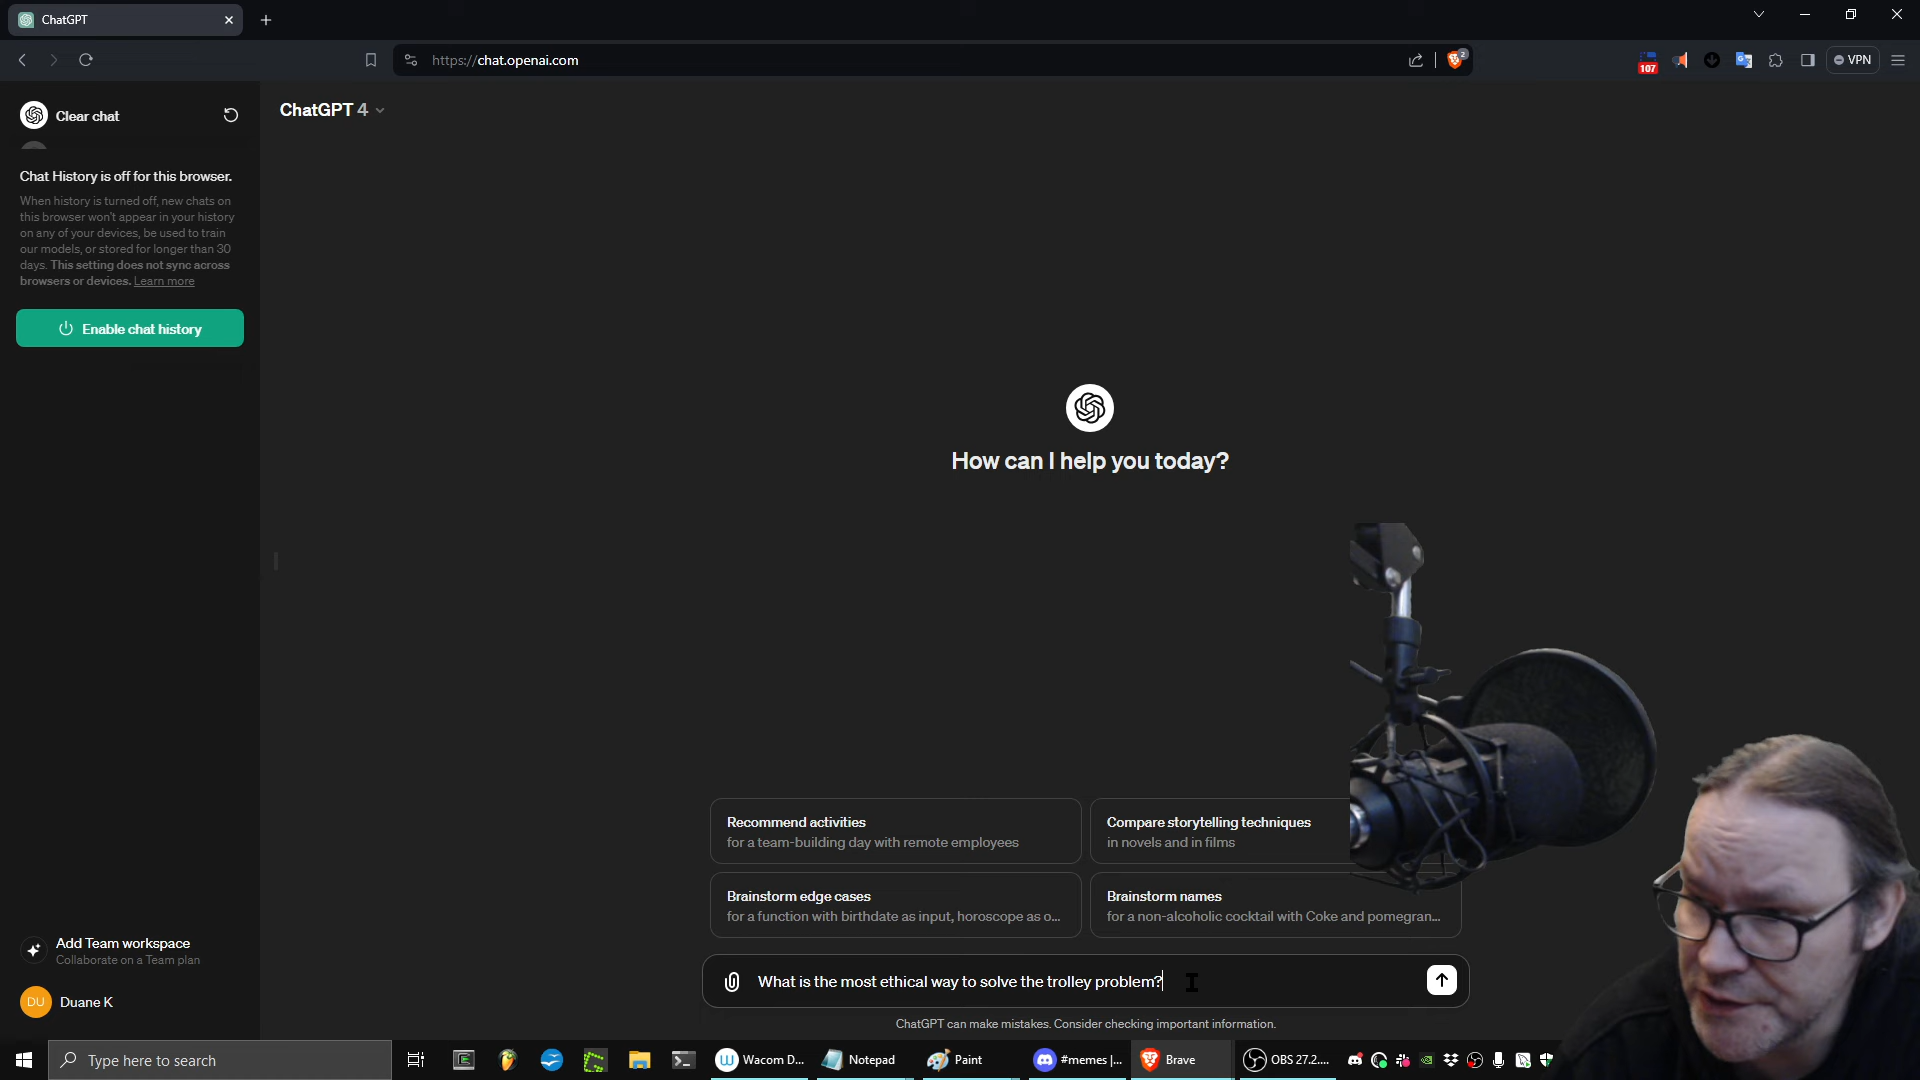 ChatGPT
https://chat.openai.com
2
107
VPN
Clear chat
ChatGPT 4
Chat History is off for this browser.
When history is turned off, new chats on
this browser won't appear in your history
on any of your devices, be used to train
our models, or stored for longer than 30
days. This setting does not sync across
browsers or devices. Learn more
Enable chat history
How can I help you today?
Recommend activities
for a team-building day with remote employees
Compare storytelling techniques
in novels and in films
Brainstorm edge cases
for a function with birthdate as input, horoscope as o...
Brainstorm names
for a non-alcoholic cocktail with Coke and pomegran...
Add Team workspace
Collaborate on a Team plan
DU
Duane K
What is the most ethical way to solve the trolley problem?
ChatGPT can make mistakes. Consider checking important information.
Type here to search
Wacom D...
Notepad
Paint
#memes |...
Brave
OBS 27.2....